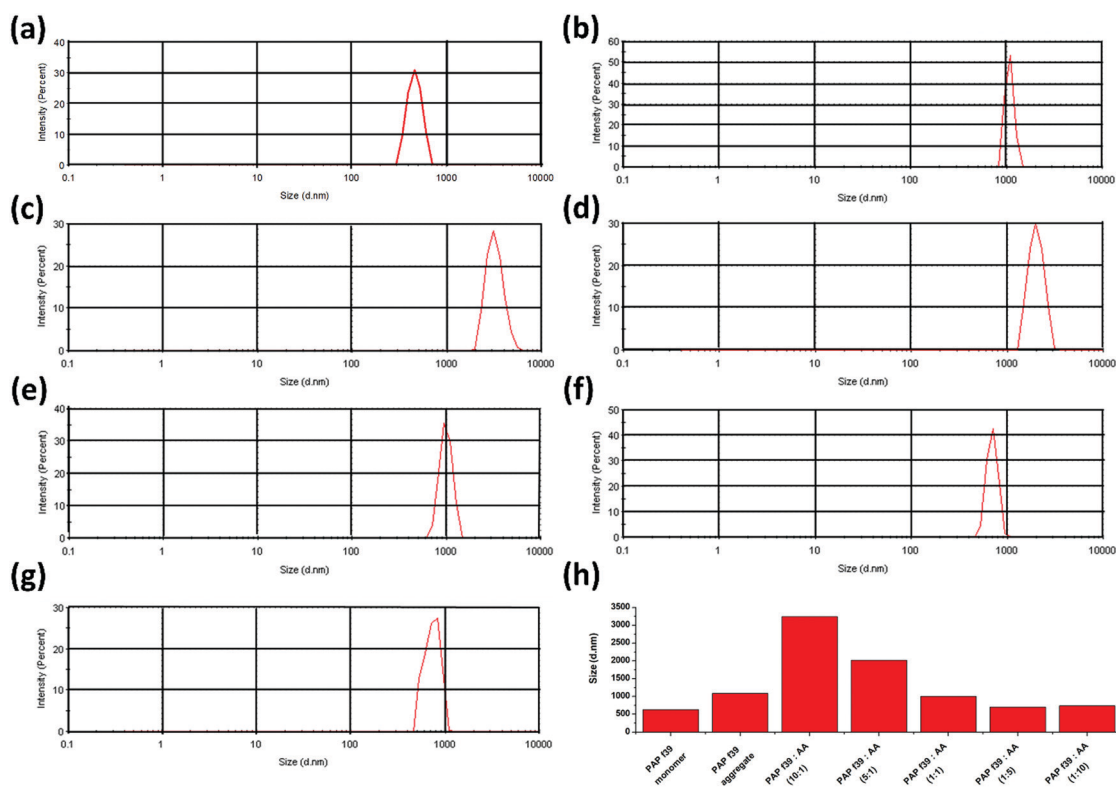 (a)
40
30
20
10
0
Intensity (Percent)
0.1 1 10 100 1000 10000
Size (d.nm)
(b)
60
50
40
30
20
10
0
Intensity (Percent)
0.1 1 10 100 1000 10000
Size (d.nm)
(c)
30
20
10
0
Intensity (Percent)
0.1 1 10 100 1000 10000
Size (d.nm)
(d)
30
20
10
0
Intensity (Percent)
0.1 1 10 100 1000 10000
Size (d.nm)
(e)
40
30
20
10
0
Intensity (Percent)
0.1 1 10 100 1000 10000
Size (d.nm)
(f)
50
40
30
20
10
0
Intensity (Percent)
0.1 1 10 100 1000 10000
Size (d.nm)
(g)
30
20
10
0
Intensity (Percent)
0.1 1 10 100 1000 10000
Size (d.nm)
(h)
3500
3000
2500
2000
1500
1000
500
0
Size (d.nm)
PAP f39
monomer
PAP f39
aggregate
PAP f39 : AA
(10:1)
PAP f39 : AA
(5:1)
PAP f39 : AA
(1:1)
PAP f39 : AA
(1:5)
PAP f39 : AA
(1:10)